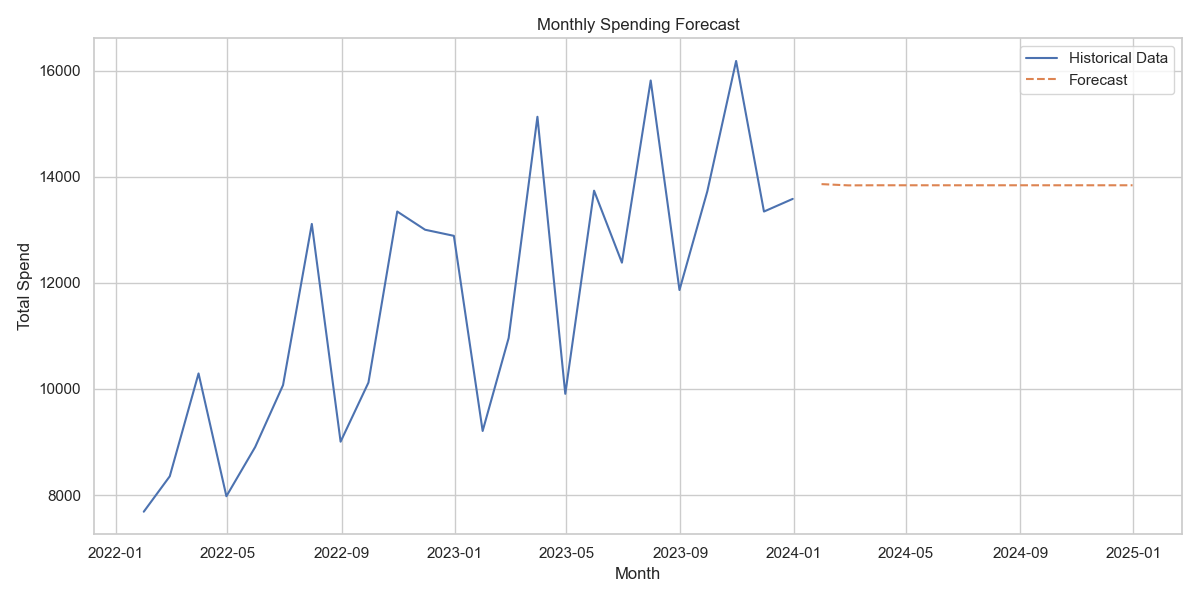 Monthly Spending Forecast
Historical Data
Forecast
16000
14000
12000
10000
8000
Total Spend
2022-01 2022-05 2022-09 2023-01 2023-05 2023-09 2024-01 2024-05 2024-09 2025-01
Month